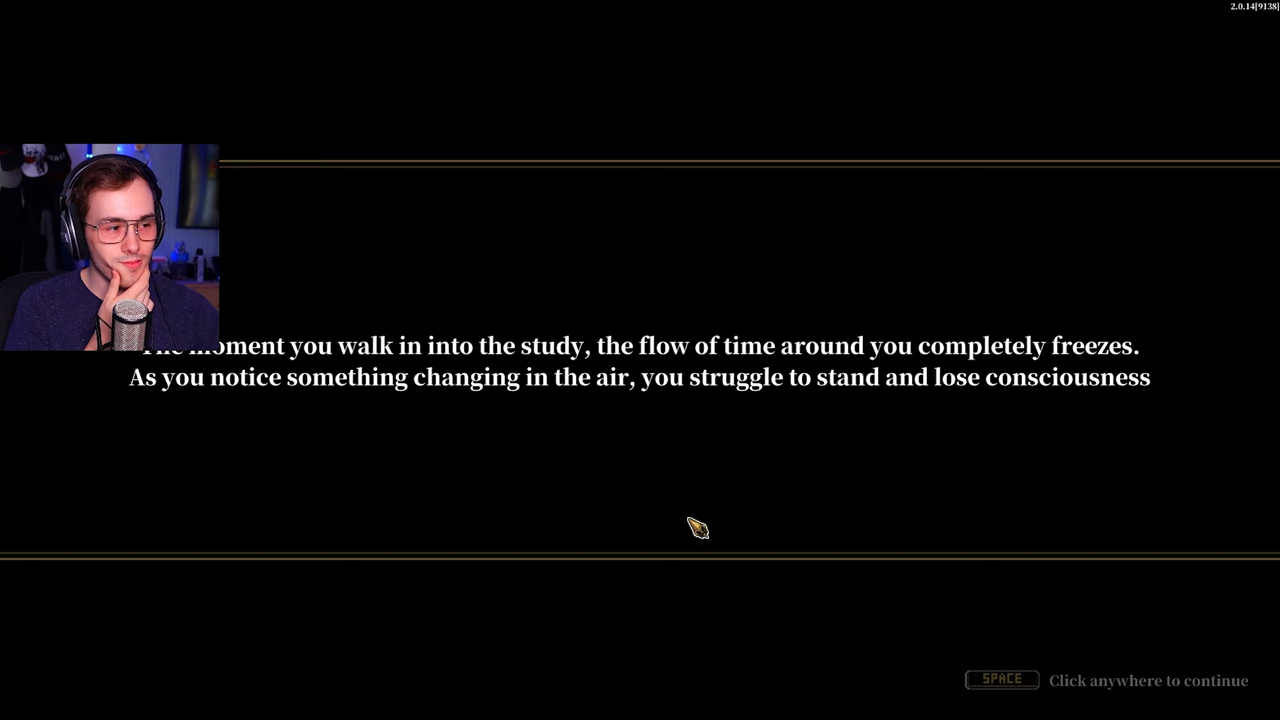 2.0.14[9138]
The moment you walk in into the study, the flow of time around you completely freezes.
As you notice something changing in the air, you struggle to stand and lose consciousness
SPACE Click anywhere to continue